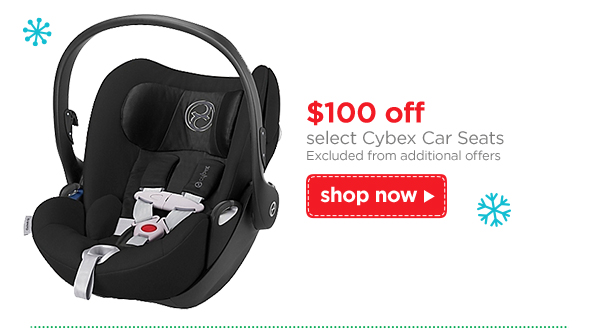 $100 off
select Cybex Car Seats
Excluded from additional offers
shop now